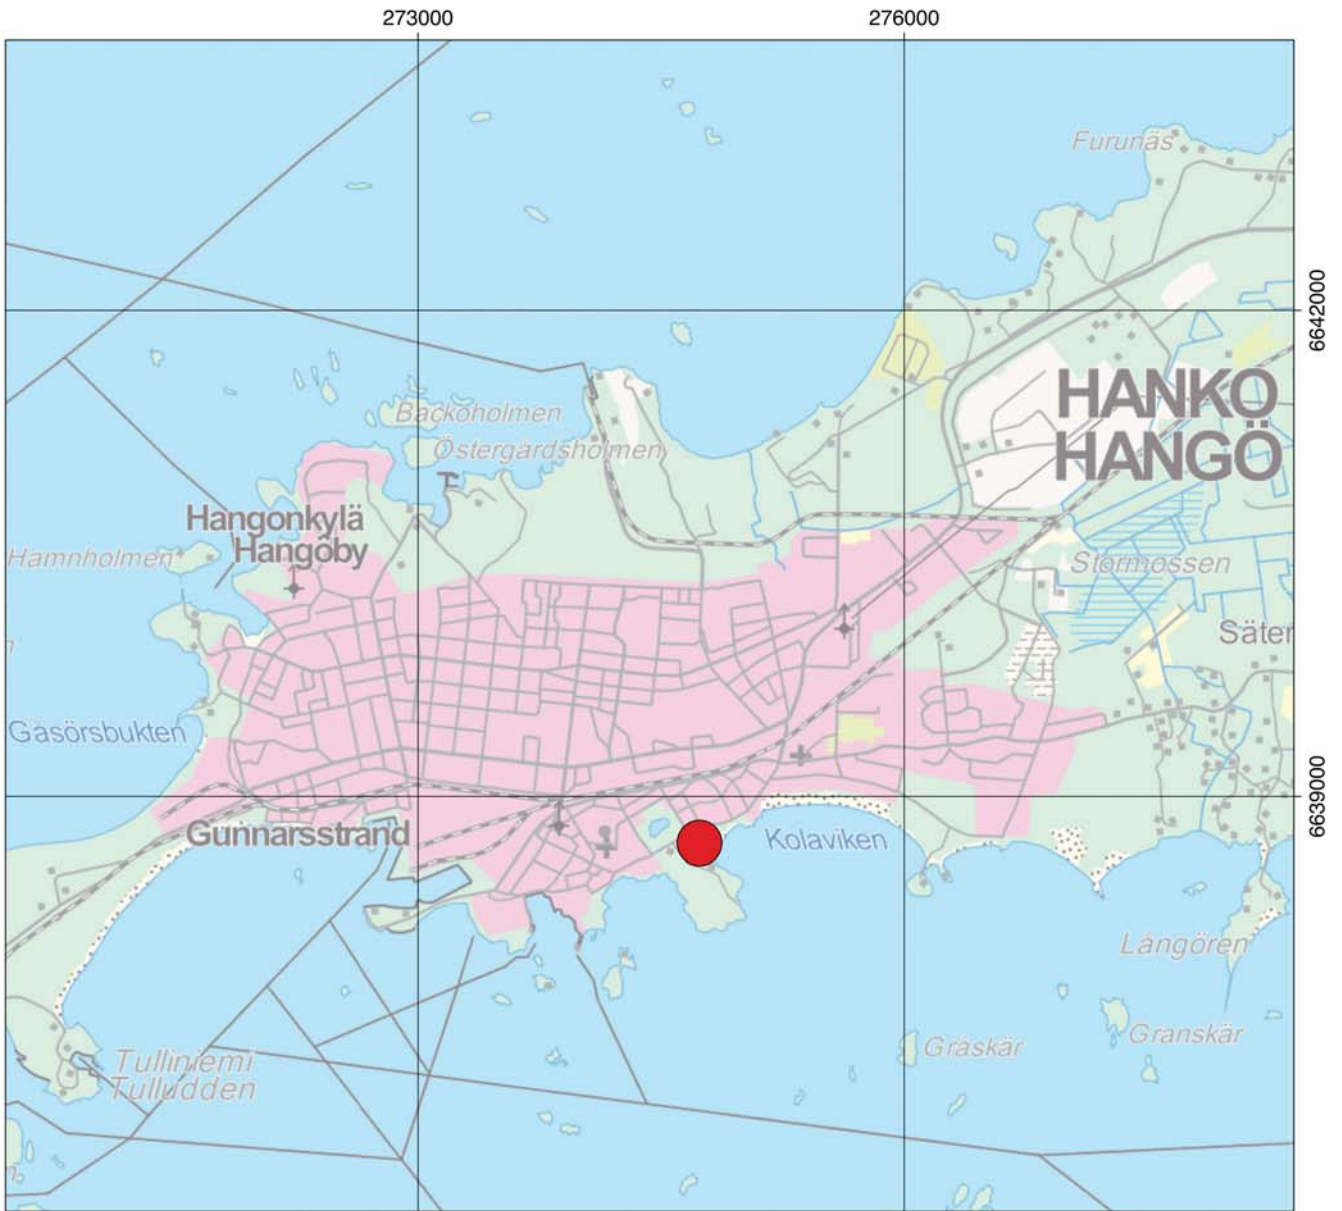 273000
276000
Furunäs
6642000
HANKO
HANGÖ
Backoholmen
Östergårdsholmen
Hangonkylä
Hangöby
Hamnholmen
Stormossen
Säter
Gåsörsbukten
6639000
Gunnarsstrand
Kolaviken
Långören
Gråskär
Granskär
Tulliniemi
Tulludden